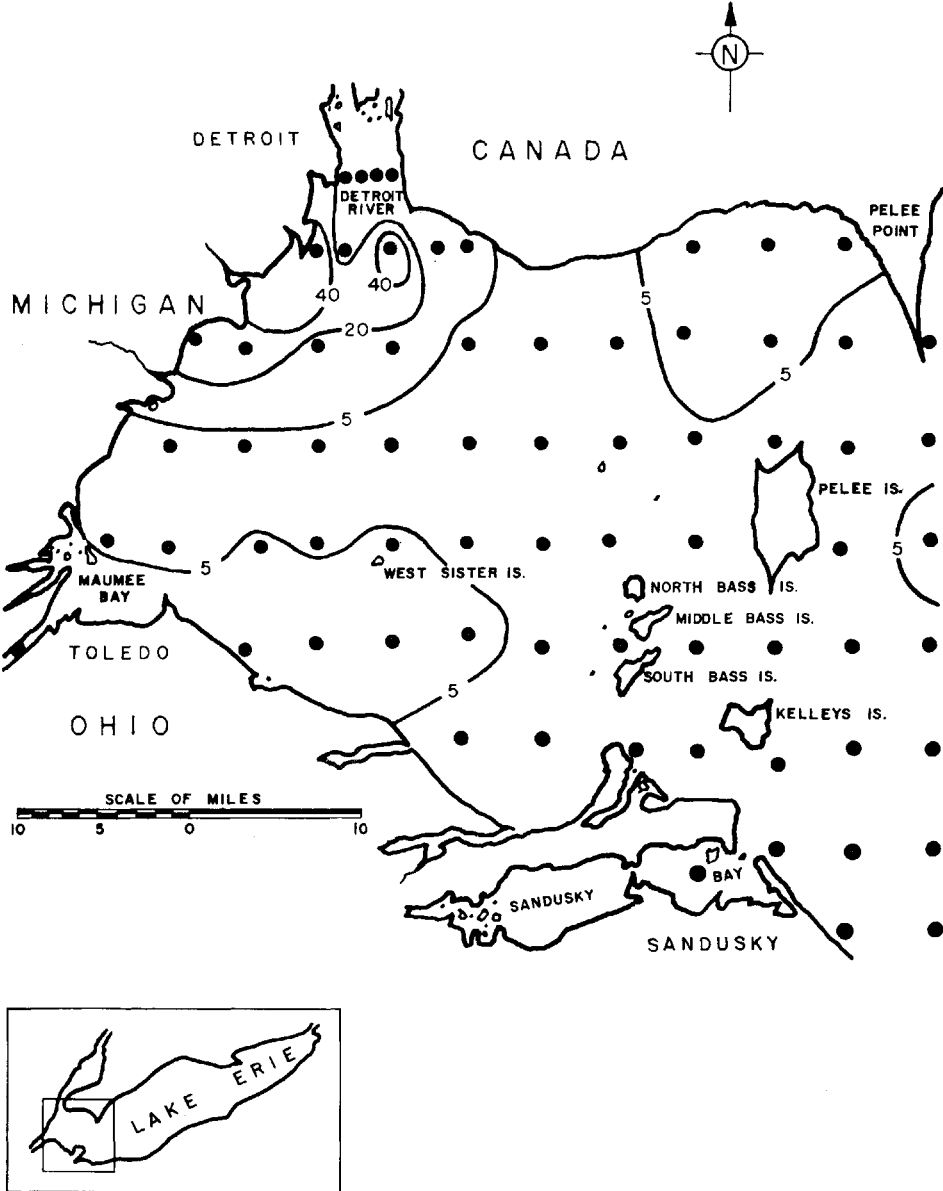 N
DETROIT
CANADA
DETROIT
RIVER
PELEE
POINT
MICHIGAN
40
40
20
5
5
5
PELEE IS.
5
5
WEST SISTER IS.
MAUMEE
BAY
NORTH BASS IS.
MIDDLE BASS IS.
TOLEDO
SOUTH BASS IS.
5
KELLEYS IS.
OHIO
SCALE OF MILES
10 5 0 10
BAY
SANDUSKY
SANDUSKY
LAKE ERIE